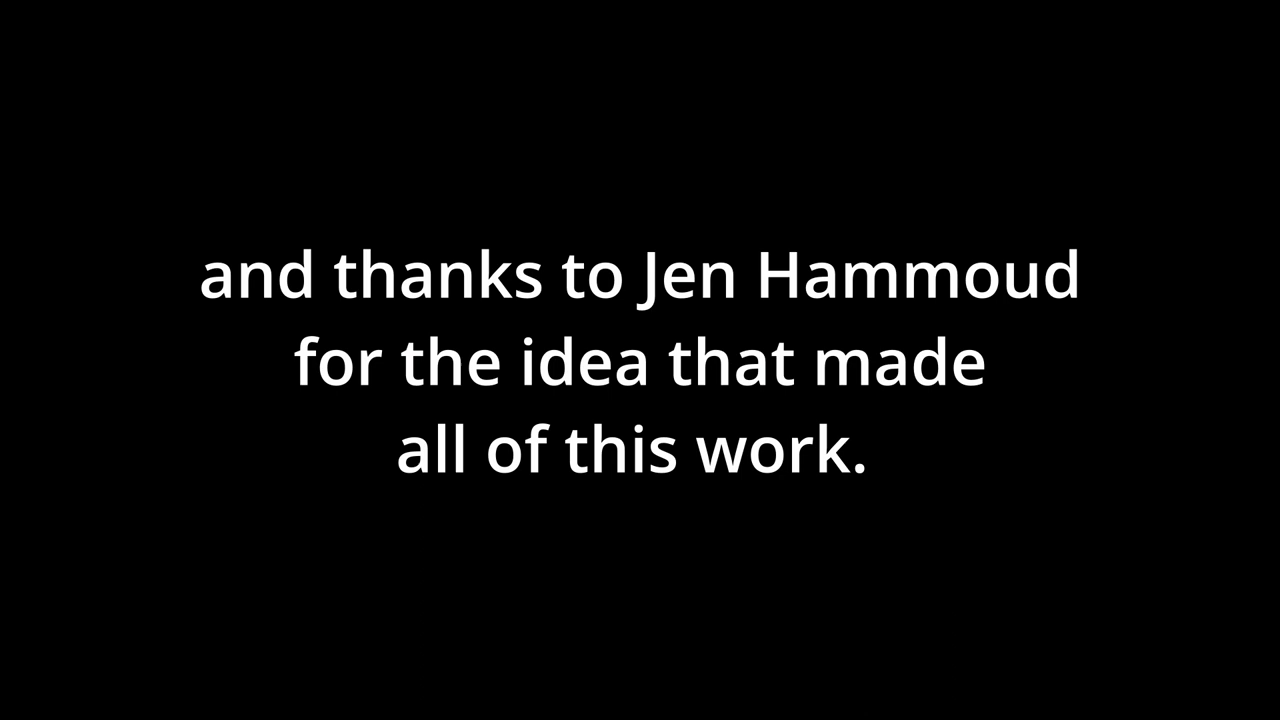 and thanks to Jen Hammoud
for the idea that made
all of this work.